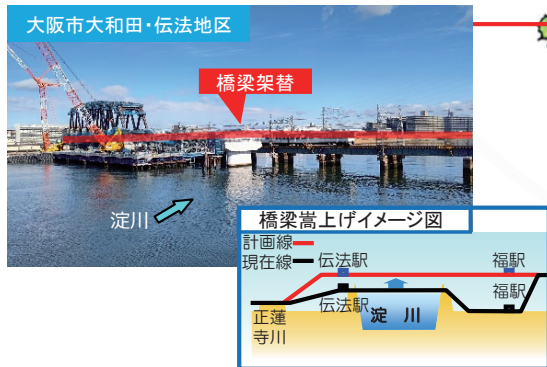 大阪市大和田・伝法地区
橋梁架替
淀川
橋梁嵩上げイメージ図
計画線
現在線
伝法駅
福駅
伝法駅
福駅
淀 川
正蓮
寺川